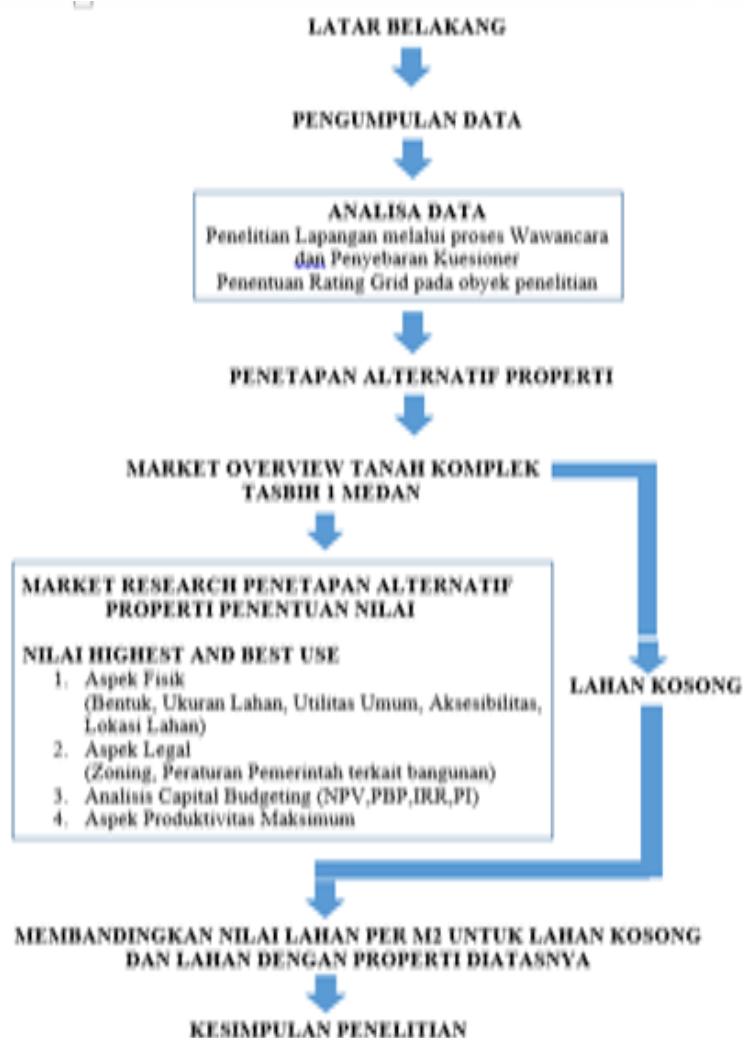 LATAR BELAKANG
PENGUMPULAN DATA
ANALISA DATA
Penelitian Lapangan melalui proses Wawancara
dan Penyebaran Kuesioner
Penentuan Rating Grid pada obyek penelitian
PENETAPAN ALTERNATIF PROPERTI
MARKET OVERVIEW TANAH KOMPLEK
TASBIH 1 MEDAN
MARKET RESEARCH PENETAPAN ALTERNATIF
PROPERTI PENENTUAN NILAI
NILAI HIGHEST AND BEST USE
1. Aspek Fisik
(Bentuk, Ukuran Lahan, Utilitas Umum, Aksesibilitas,
Lokasi Lahan)
2. Aspek Legal
(Zoning, Peraturan Pemerintah terkait bangunan)
3. Analisis Capital Budgeting (NPV,PBP,IRR,PI)
4. Aspek Produktivitas Maksimum
LAHAN KOSONG
MEMBANDINGKAN NILAI LAHAN PER M2 UNTUK LAHAN KOSONG
DAN LAHAN DENGAN PROPERTI DIATASNYA
KESIMPULAN PENELITIAN